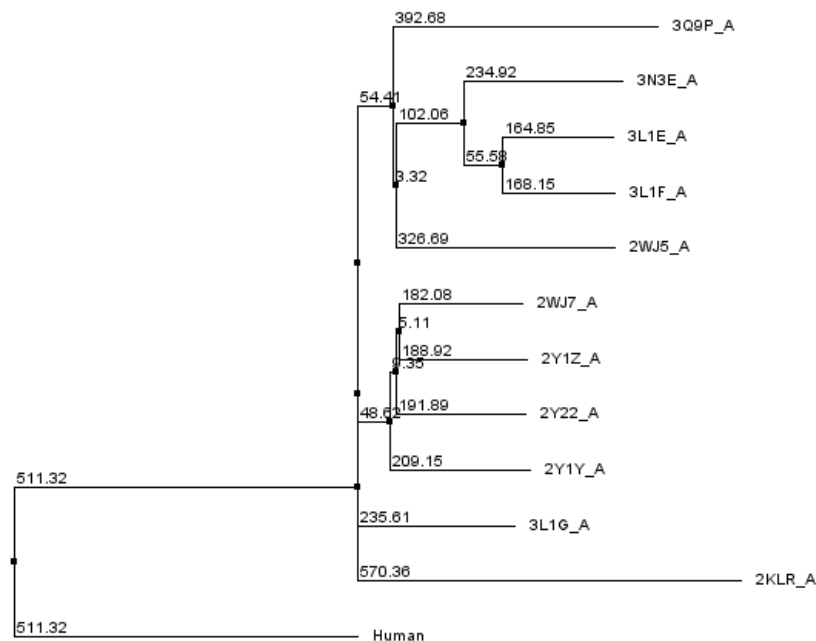 392.68
3Q9P_A
234.92
3N3E_A
54.41
102.06
164.85
3L1E_A
55.58
3.32
168.15
3L1F_A
326.69
2WJ5_A
182.08
2WJ7_A
5.11
188.92
2Y1Z_A
9.35
48.62
191.89
2Y22_A
209.15
2Y1Y_A
511.32
235.61
3L1G_A
570.36
2KLR_A
511.32
Human